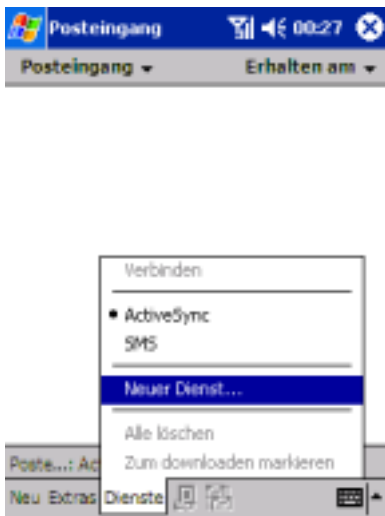 Posteingang 00:27
Posteingang Erhalten am
Verbinden
ActiveSync
SMS
Neuer Dienst...
Alle löschen
Zum downloaden markieren
Poste...: Ac
Neu Extras Dienste